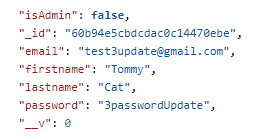 "isAdmin": false,
"_id": "60b94e5cbdcdac0c14470ebe",
"email": "test3update@gmail.com",
"firstname": "Tommy",
"lastname": "Cat",
"password": "3passwordUpdate",
"__v": 0